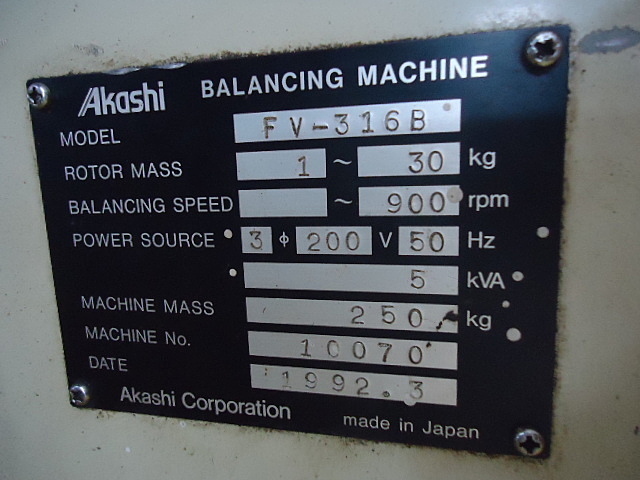 Akashi BALANCING MACHINE
MODEL FV-316B
ROTOR MASS 1 ~ 30 kg
BALANCING SPEED ~ 900 rpm
POWER SOURCE 3 φ 200 V 50 Hz
5 kVA
MACHINE MASS 250 kg
MACHINE No. 10070
DATE 1992.3
Akashi Corporation made in Japan